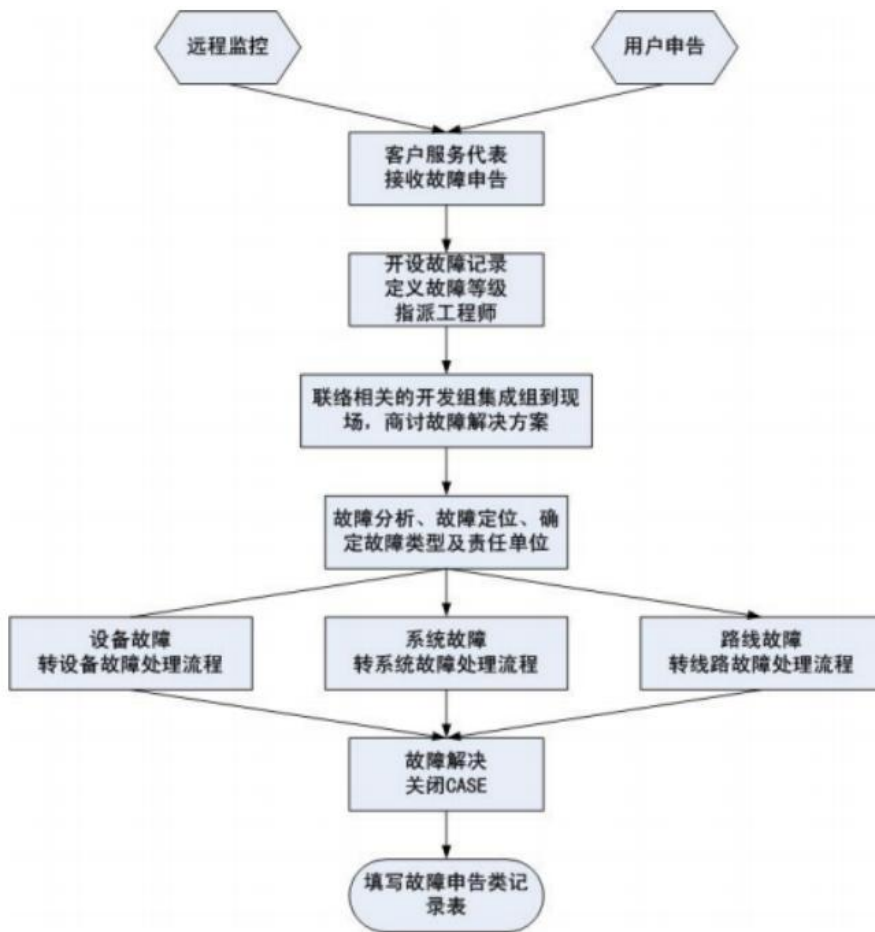 远程监控
用户申告
客户服务代表
接收故障申告
开设故障记录
定义故障等级
指派工程师
联络相关的开发组集成组到现
场，商讨故障解决方案
故障分析、故障定位、确
定故障类型及责任单位
设备故障
转设备故障处理流程
系统故障
转系统故障处理流程
路线故障
转线路故障处理流程
故障解决
关闭CASE
填写故障申告类记
录表